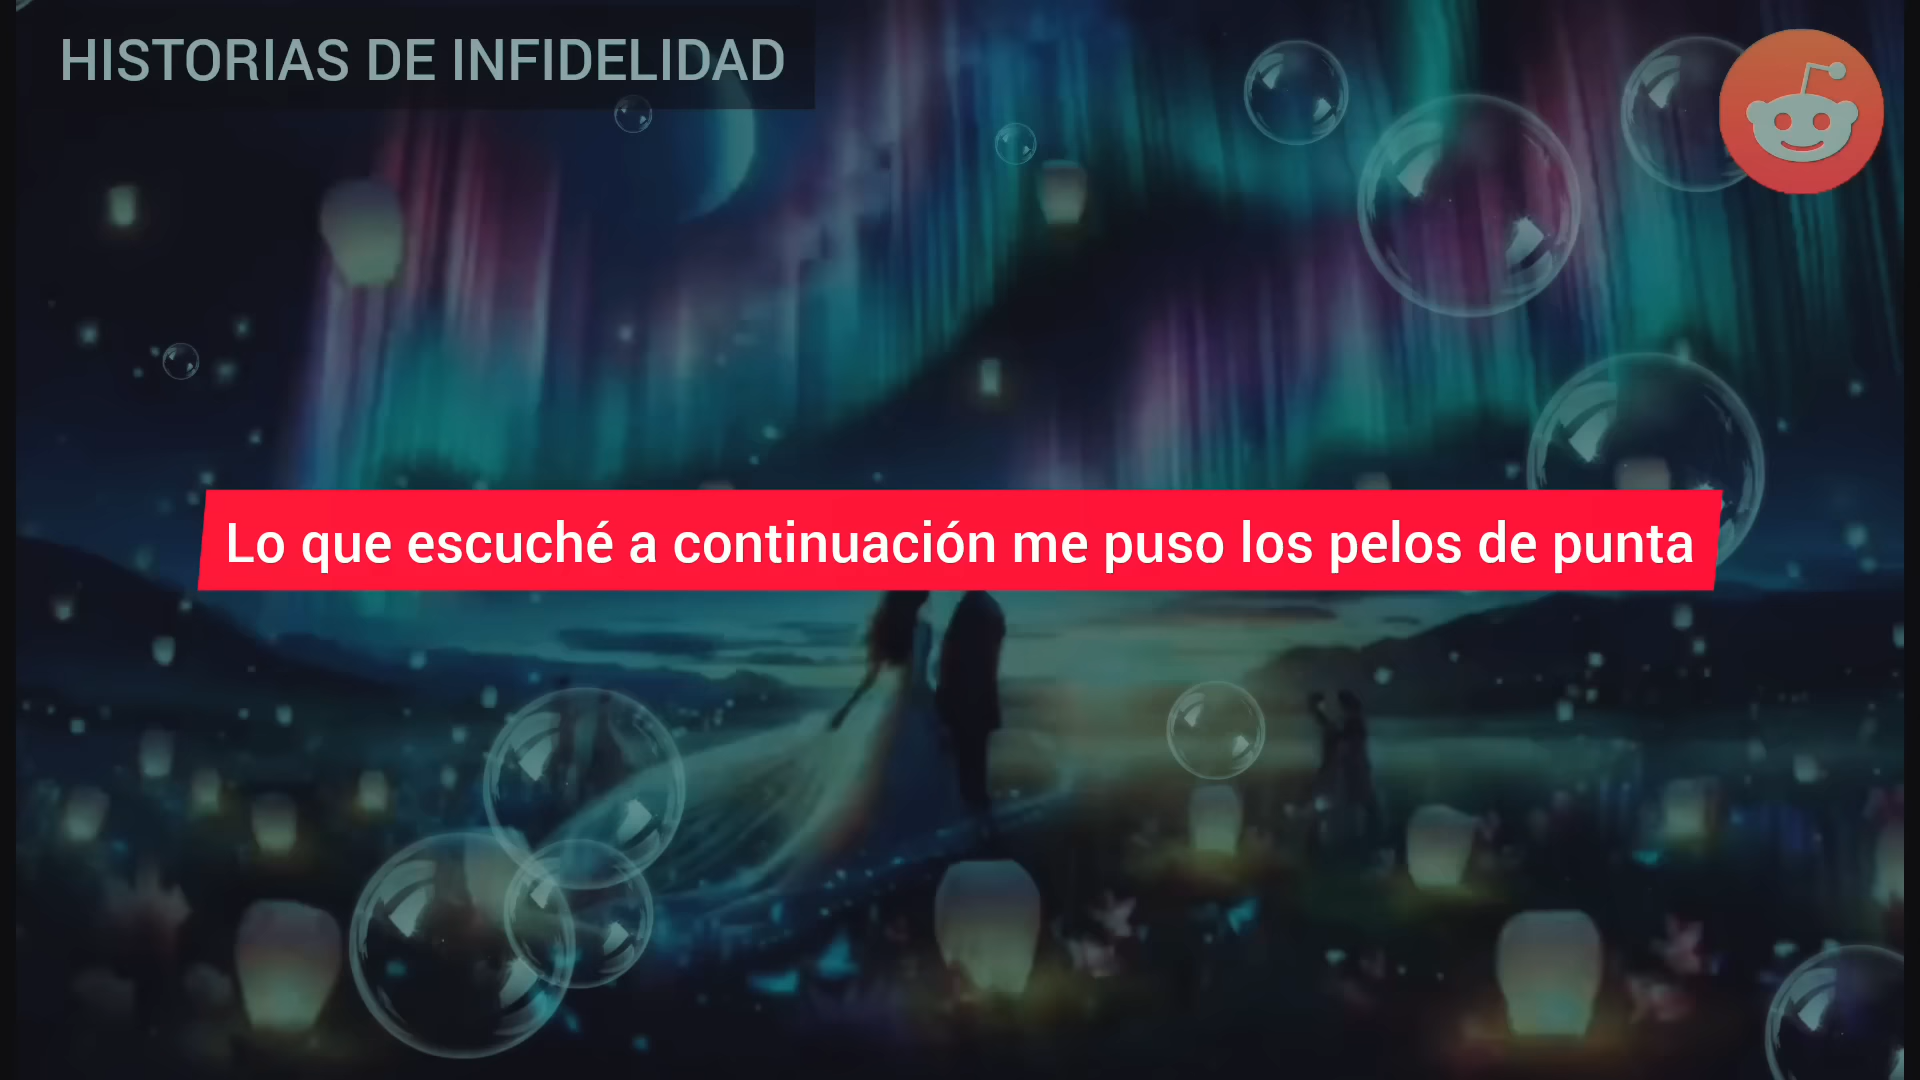 HISTORIAS DE INFIDELIDAD
Lo que escuché a continuación me puso los pelos de punta